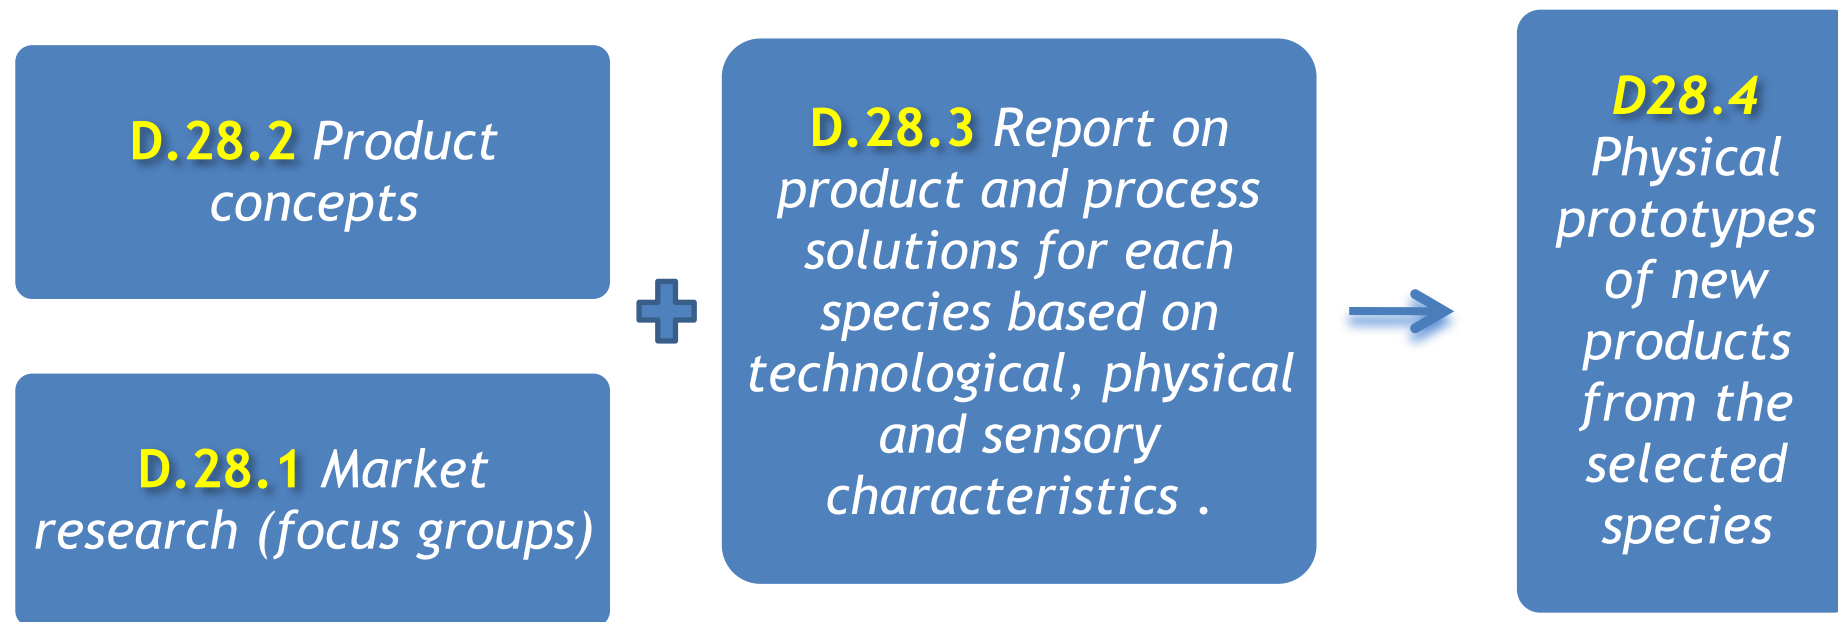 D.28.2 Product
concepts
D.28.1 Market
research (focus groups)
D.28.3 Report on
product and process
solutions for each
species based on
technological, physical
and sensory
characteristics .
D28.4
Physical
prototypes
of new
products
from the
selected
species